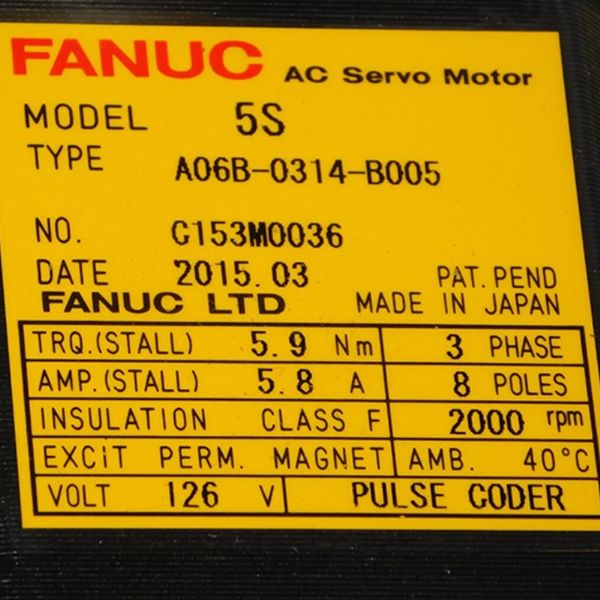 FANUC AC Servo Motor
MODEL 5S
TYPE A06B-0314-B005
NO. C153M0036
DATE 2015.03 PAT.PEND
FANUC LTD MADE IN JAPAN
TRQ.(STALL) 5.9 Nm 3 PHASE
AMP.(STALL) 5.8 A 8 POLES
INSULATION CLASS F 2000 rpm
EXCiT PERM. MAGNET AMB. 40°C
VOLT 126 V PULSE CODER